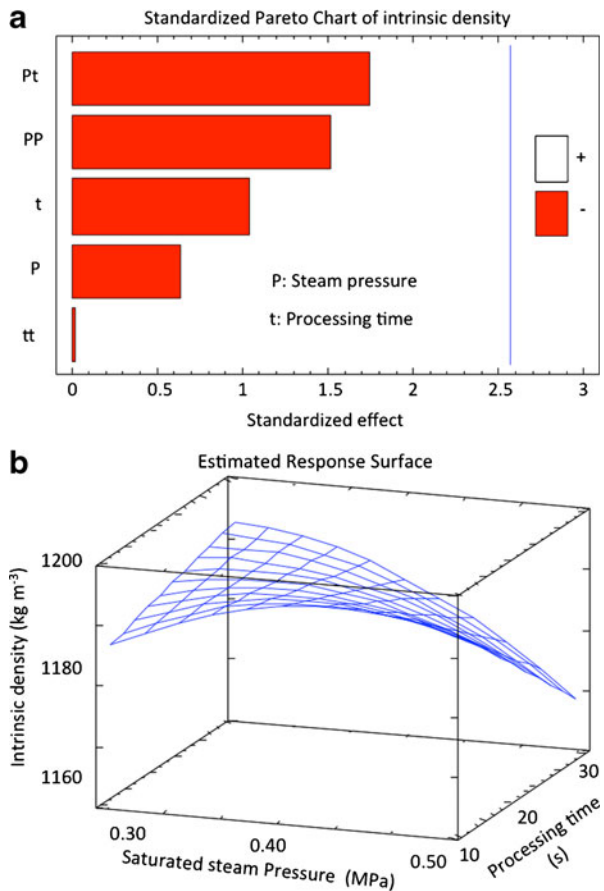 a
Standardized Pareto Chart of intrinsic density
Pt
PP
t
P
tt
+
-
P: Steam pressure
t: Processing time
0 0.5 1 1.5 2 2.5 3
Standardized effect
b
Estimated Response Surface
1200
1180
1160
Intrinsic density (kg m-3)
0.30 0.40 0.50
Saturated steam Pressure (MPa)
10 20 30
Processing time
(s)